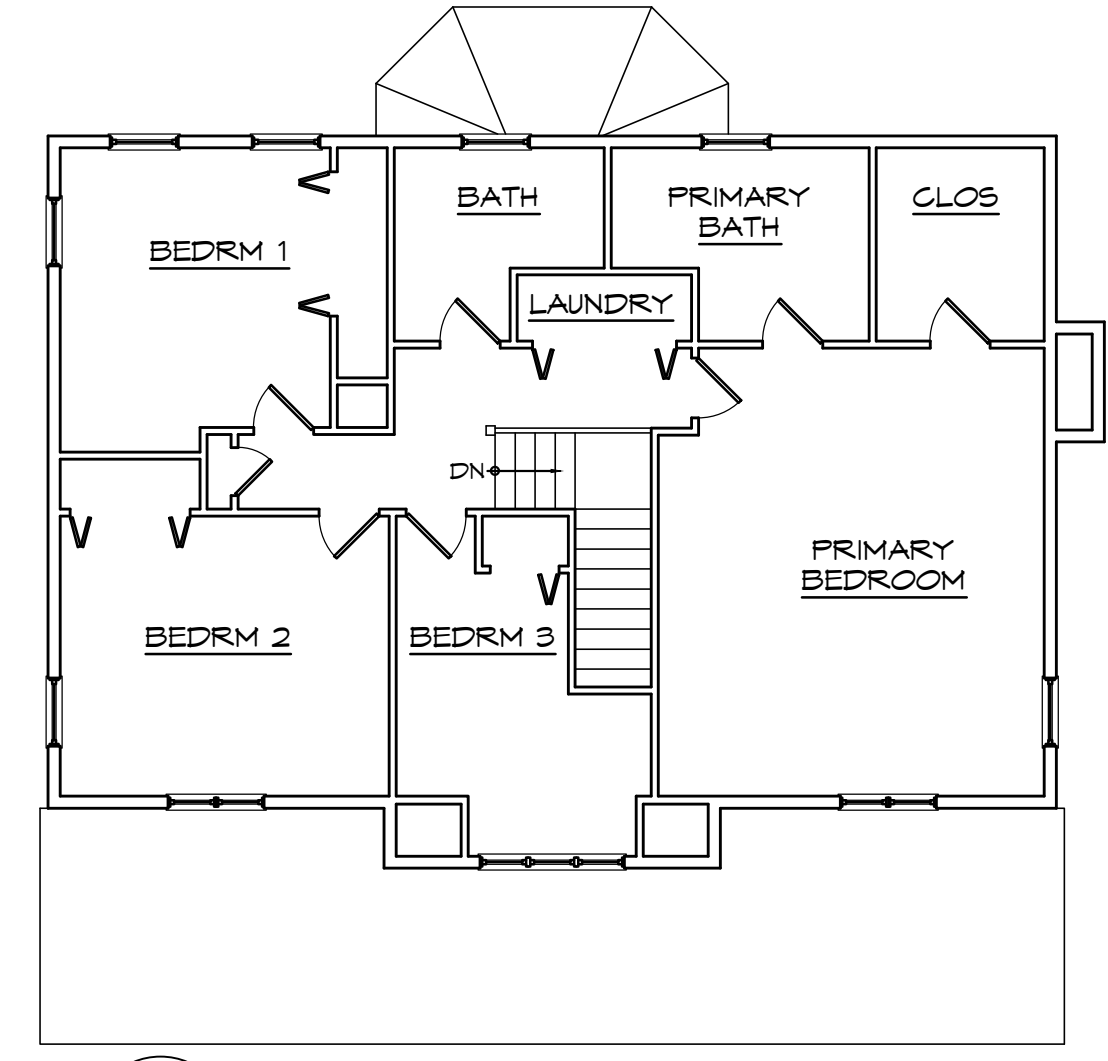 BATH
PRIMARY
BATH
CLOS
BEDRM 1
LAUNDRY
DN
PRIMARY
BEDROOM
BEDRM 2
BEDRM 3